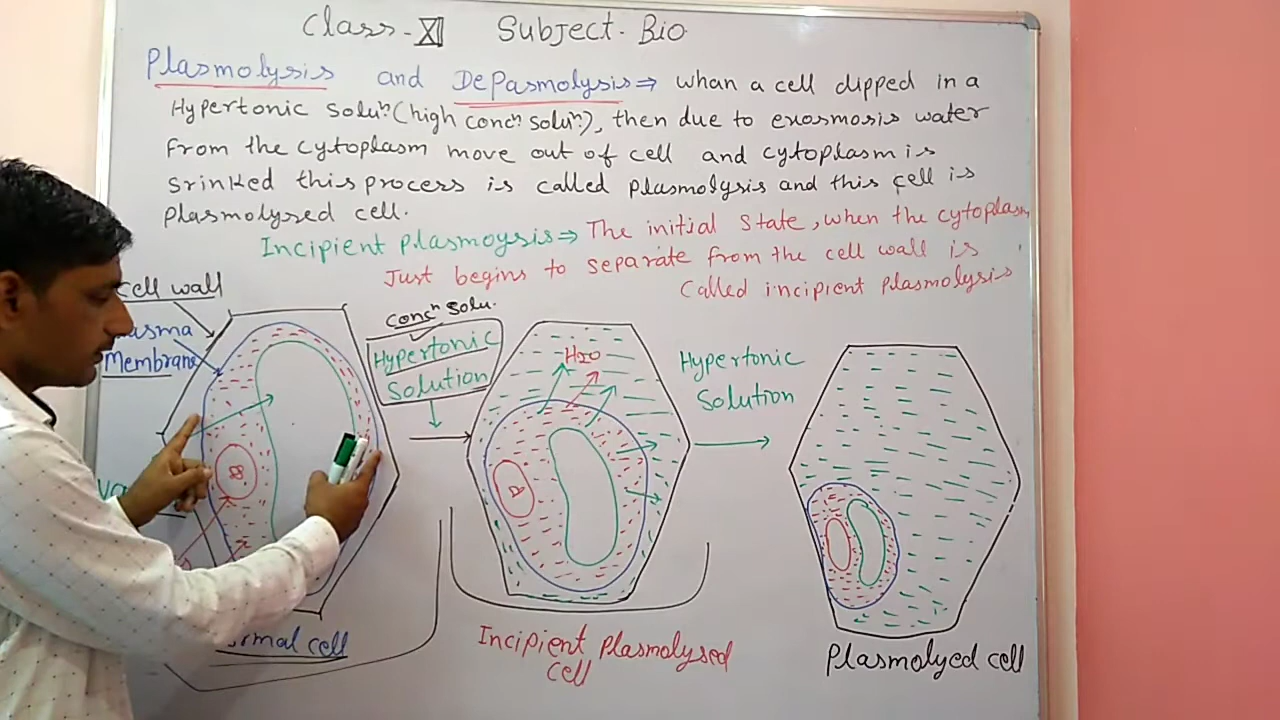 Class-XI Subject. Bio
Plasmolysis and DePasmolysis⇒ whan a cell dipped in a
Hypertonic soluⁿ(high concⁿ soluⁿ), then due to exosmosis water
From the cytoplasm move out of cell and cytoplasm is
srinked this process is called plasmolysis and this cell is
plasmolysed cell.
Incipient plasmoysis⇒ The initial state, when the cytoplasm
Just begins to separate from the cell wall is
Called incipient plasmolysis
cell wall
Membrane
concⁿ solu.
Hypertonic
Solution
H2O
Hypertonic
Solution
cell
Incipient plasmolysed
cell
Plasmolyed cell